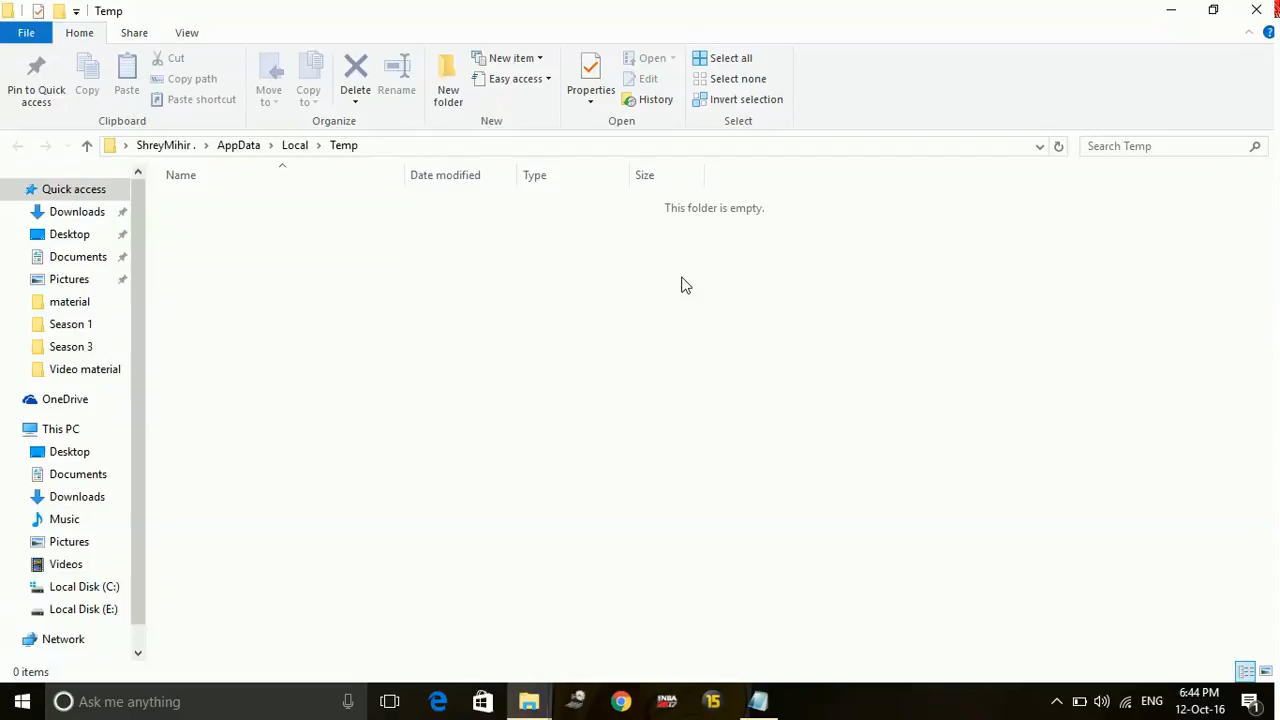 Temp
File Home Share View
Pin to Quick access
Copy
Paste
Cut
Copy path
Paste shortcut
Clipboard
Move to
Copy to
Delete
Rename
Organize
New folder
New item
Easy access
New
Properties
Open
Edit
History
Open
Select all
Select none
Invert selection
Select
ShreyMihir . AppData Local Temp
Search Temp
Name Date modified Type Size
This folder is empty.
Quick access
Downloads
Desktop
Documents
Pictures
material
Season 1
Season 3
Video material
OneDrive
This PC
Desktop
Documents
Downloads
Music
Pictures
Videos
Local Disk (C:)
Local Disk (E:)
Network
0 items
Ask me anything
15
ENG
6:44 PM
12-Oct-16
1